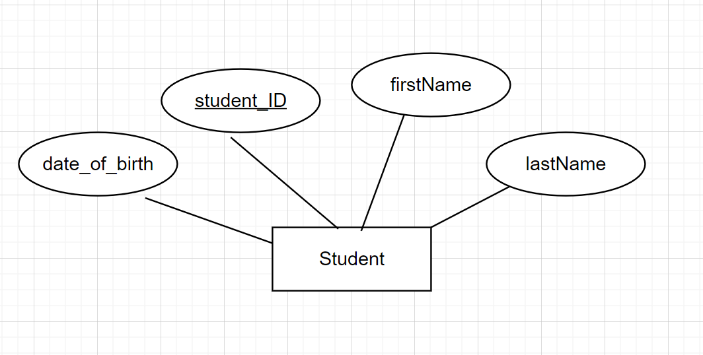 firstName
student_ID
date_of_birth
lastName
Student